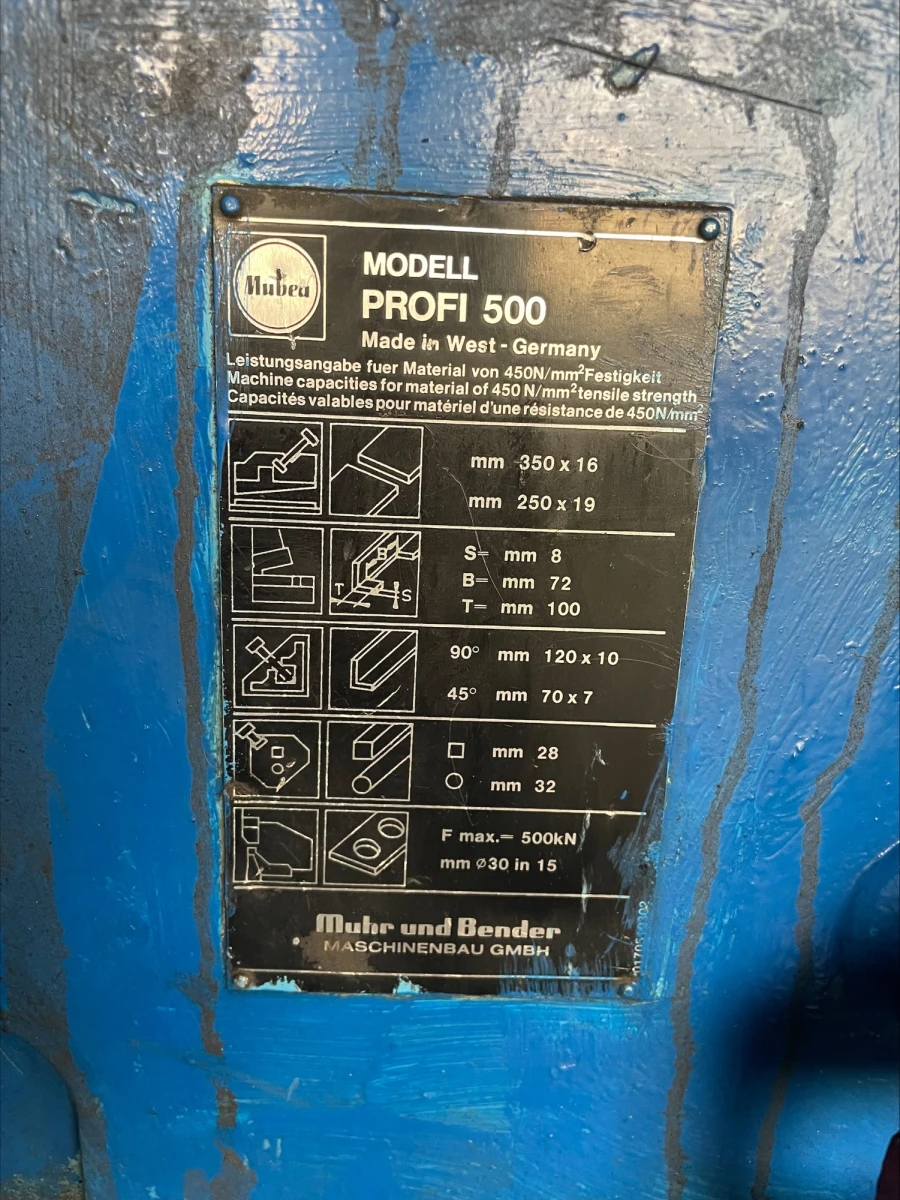 Mubea
MODELL
PROFI 500
Made in West - Germany
Leistungsangabe fuer Material von 450N/mm²Festigkeit
Machine capacities for material of 450 N/mm² tensile strength
Capacités valables pour matériel d'une résistance de 450N/mm²
mm 350 x 16
mm 250 x 19
B
T
S
S= mm 8
B= mm 72
T= mm 100
90° mm 120 x 10
45° mm 70 x 7
mm 28
mm 32
F max.= 500kN
mm ⌀30 in 15
Muhr und Bender
MASCHINENBAU GMBH